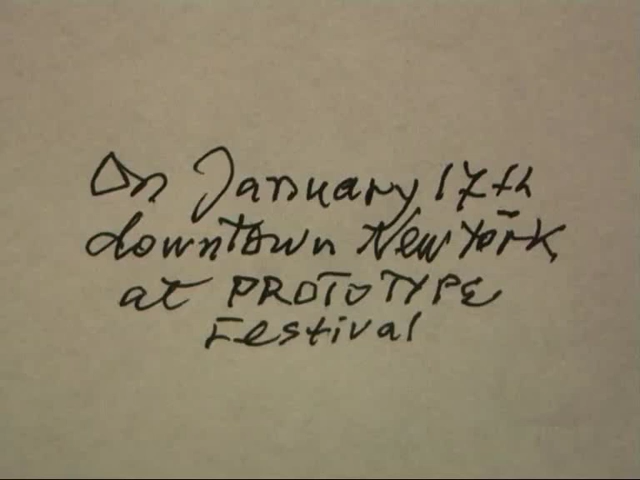 On January 17th
downtown New York
at PROTOTYPE
Festival